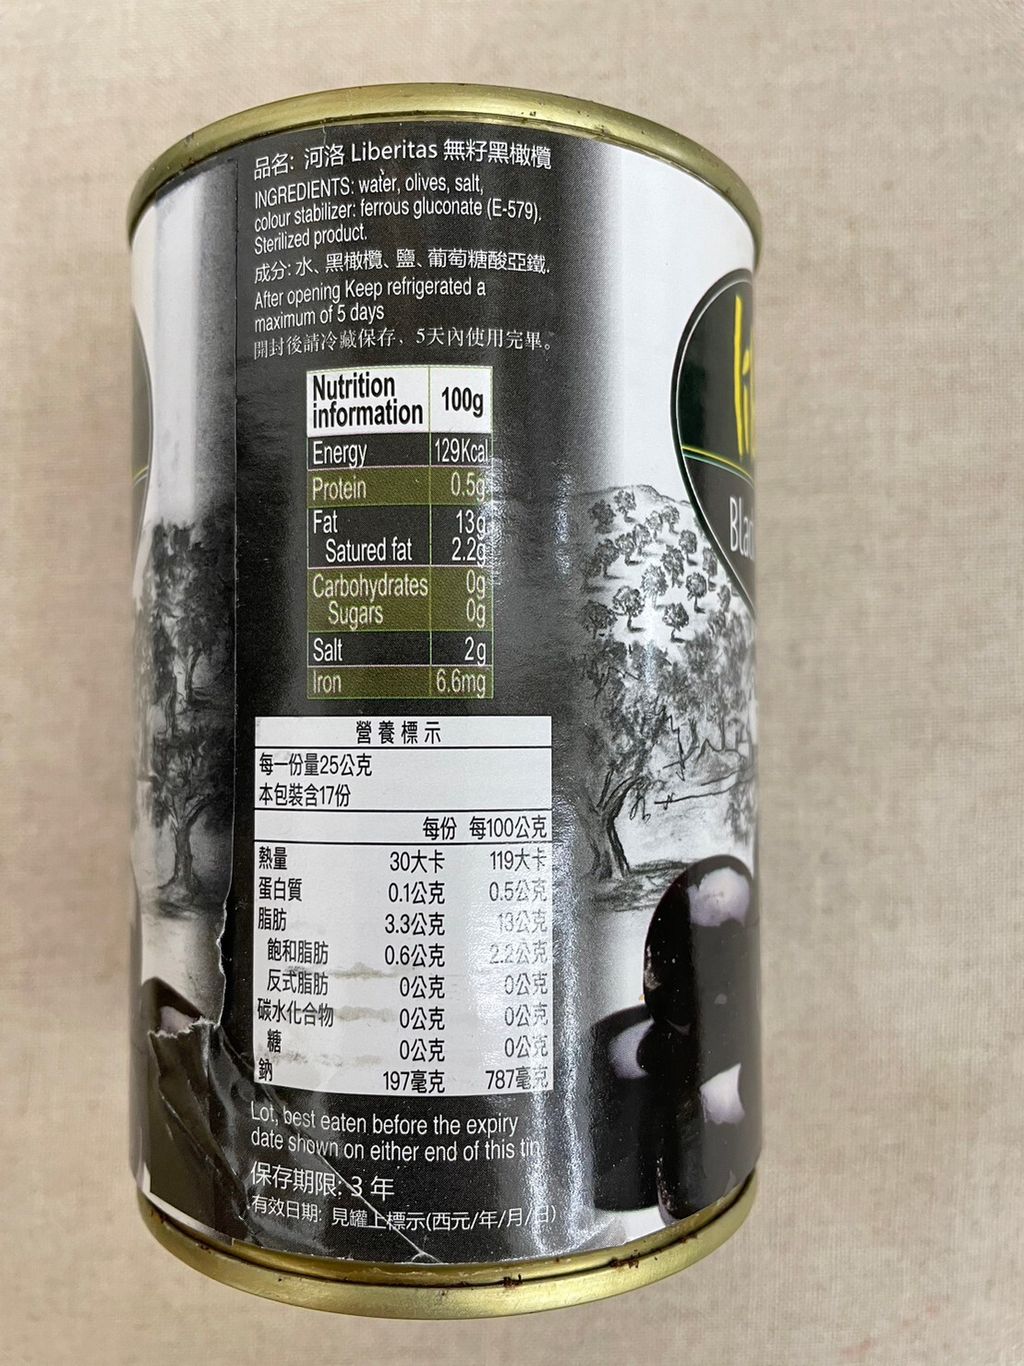 品名: 河洛 Liberitas 無籽黑橄欖
INGREDIENTS: water, olives, salt,
colour stabilizer: ferrous gluconate (E-579).
Sterilized product.
成分: 水、黑橄欖、鹽、葡萄糖酸亞鐵.
After opening Keep refrigerated a
maximum of 5 days
開封後請冷藏保存，5天內使用完畢。
Nutrition information 100g
Energy 129Kcal
Protein 0.5g
Fat 13g
Satured fat 2.2g
Carbohydrates 0g
Sugars 0g
Salt 2g
Iron 6.6mg
營養標示
每一份量25公克
本包裝含17份
每份 每100公克
熱量 30大卡 119大卡
蛋白質 0.1公克 0.5公克
脂肪 3.3公克 13公克
飽和脂肪 0.6公克 2.2公克
反式脂肪 0公克 0公克
碳水化合物 0公克 0公克
糖 0公克 0公克
鈉 197毫克 787毫克
Lot, best eaten before the expiry
date shown on either end of this tin
保存期限: 3 年
有效日期: 見罐上標示(西元/年/月/日)